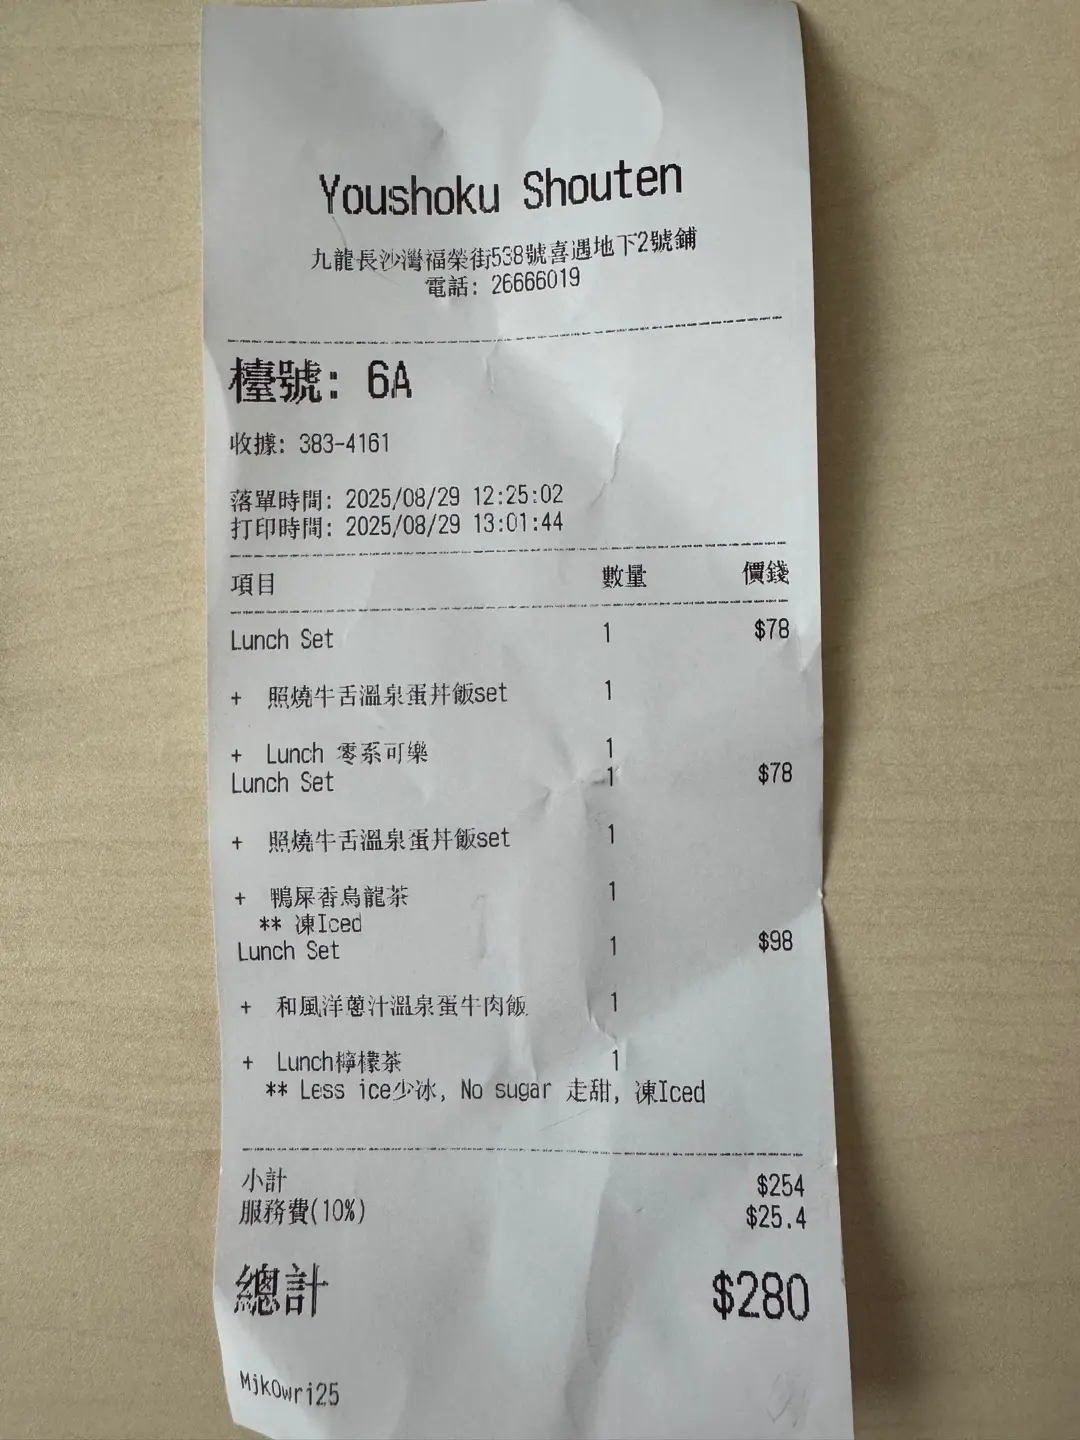 Youshoku Shouten
九龍長沙灣福榮街538號喜遇地下2號鋪
電話: 26666019
檯號: 6A
收據: 383-4161
落單時間: 2025/08/29 12:25:02
打印時間: 2025/08/29 13:01:44
項目 數量 價錢
Lunch Set 1 $78
+ 照燒牛舌溫泉蛋丼飯set 1
+ Lunch 零系可樂 1
Lunch Set 1 $78
+ 照燒牛舌溫泉蛋丼飯set 1
+ 鴨屎香烏龍茶 1
** 凍Iced
Lunch Set 1 $98
+ 和風洋蔥汁溫泉蛋牛肉飯 1
+ Lunch檸檬茶 1
** Less ice少冰, No sugar 走甜, 凍Iced
小計 $254
服務費(10%) $25.4
總計 $280
MjkOwri25